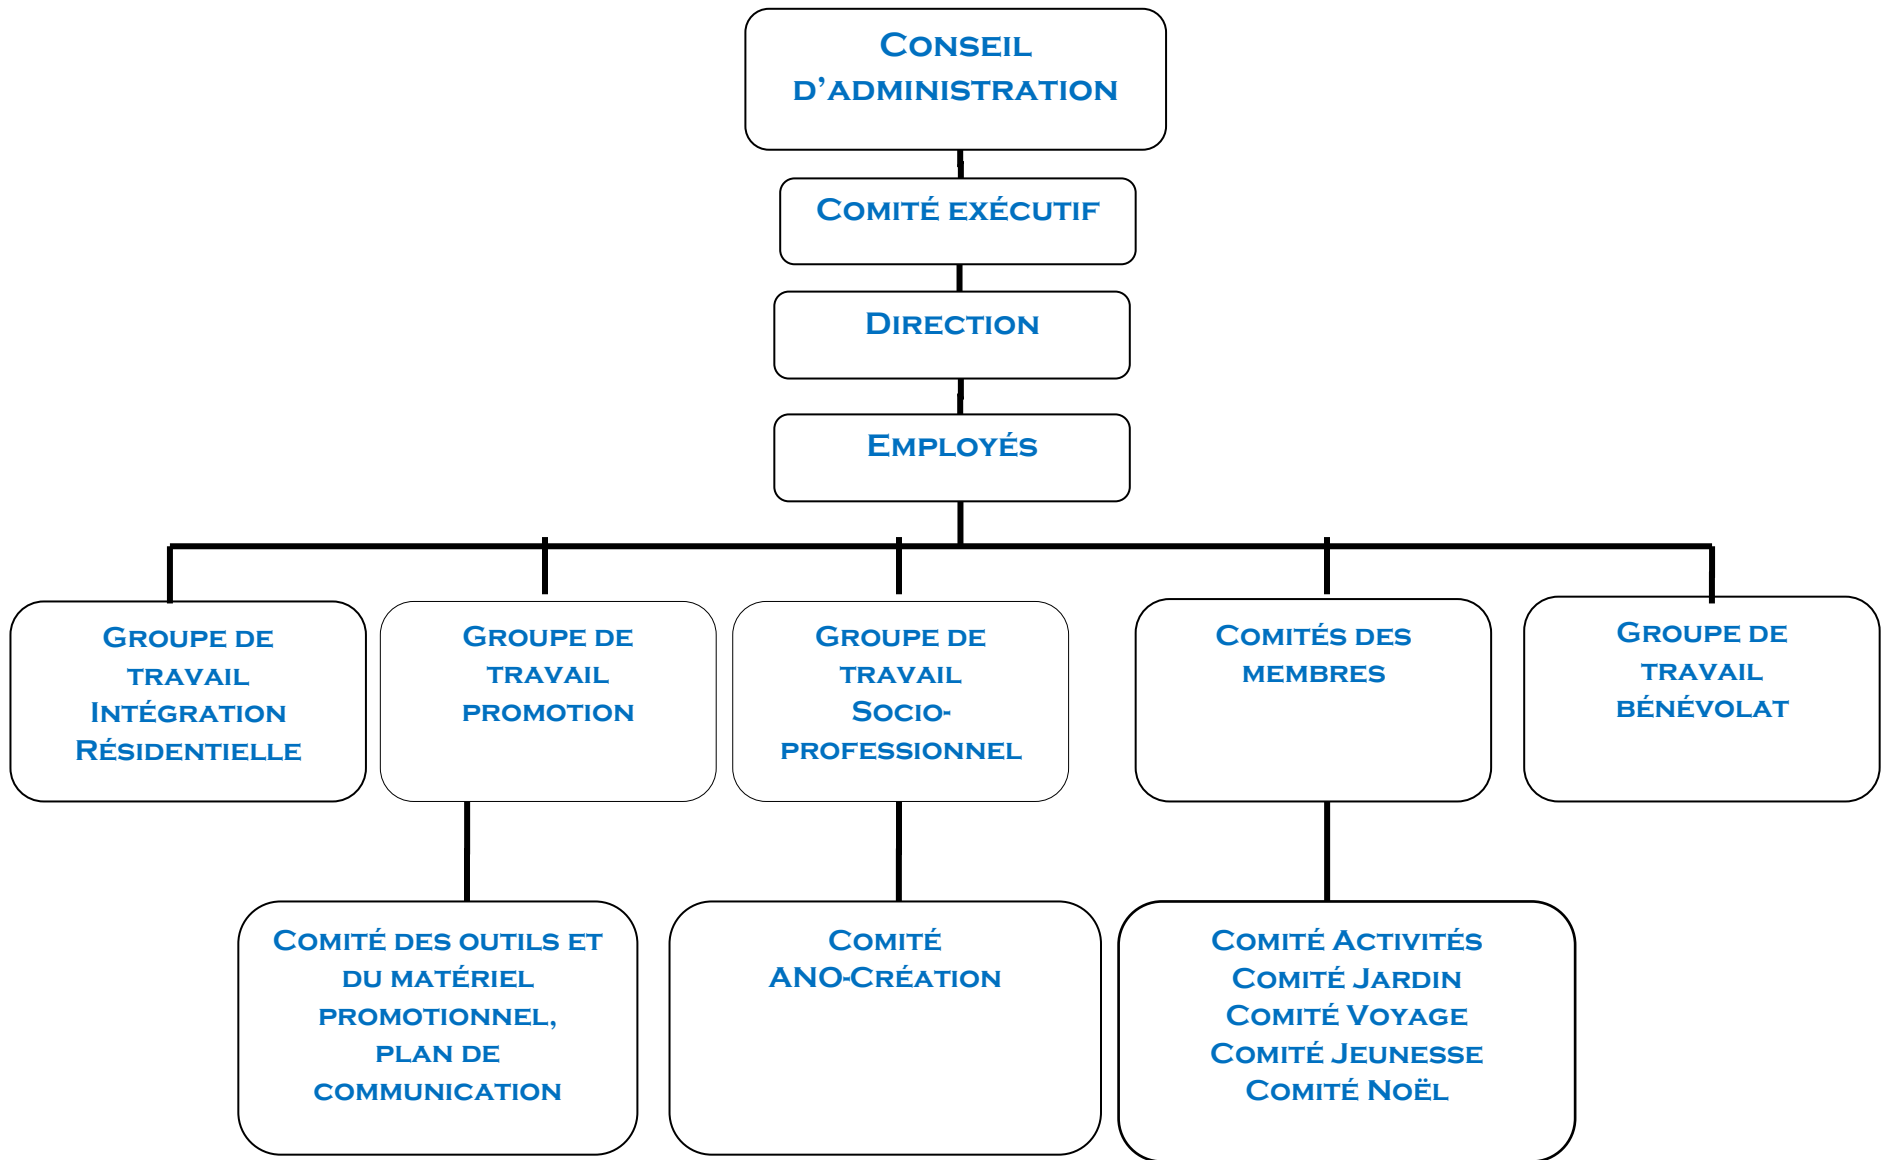 Conseil
d'administration
Comité exécutif
Direction
Employés
Groupe de
travail
Intégration
Résidentielle
Groupe de
travail
promotion
Groupe de
travail
Socio-
professionnel
Comités des
membres
Groupe de
travail
bénévolat
Comité des outils et
du matériel
promotionnel,
plan de
communication
Comité
ANO-Création
Comité Activités
Comité Jardin
Comité Voyage
Comité Jeunesse
Comité Noël